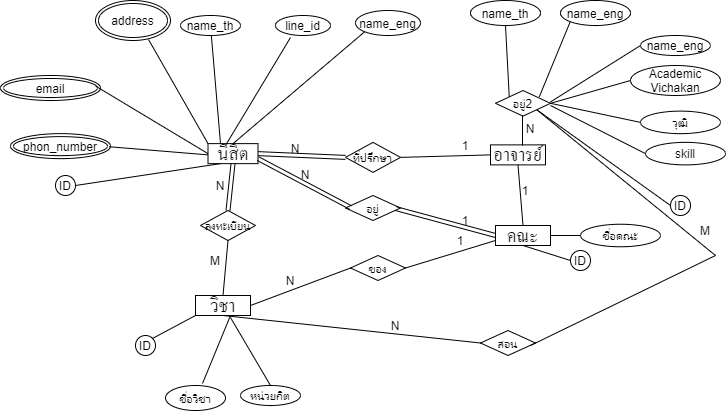 address
name_th
line_id
name_eng
name_th
name_eng
name_eng
Academic
Vichakan
email
อยู่2
วุฒิ
phon_number
N
นิสิต
N
ที่ปรึกษา
1
อาจารย์
skill
ID
N
N
1
ID
ลงทะเบียน
อยู่
1
คณะ
ชื่อคณะ
M
1
M
N
ของ
ID
วิชา
N
ID
สอน
ชื่อวิชา
หน่วยกิต